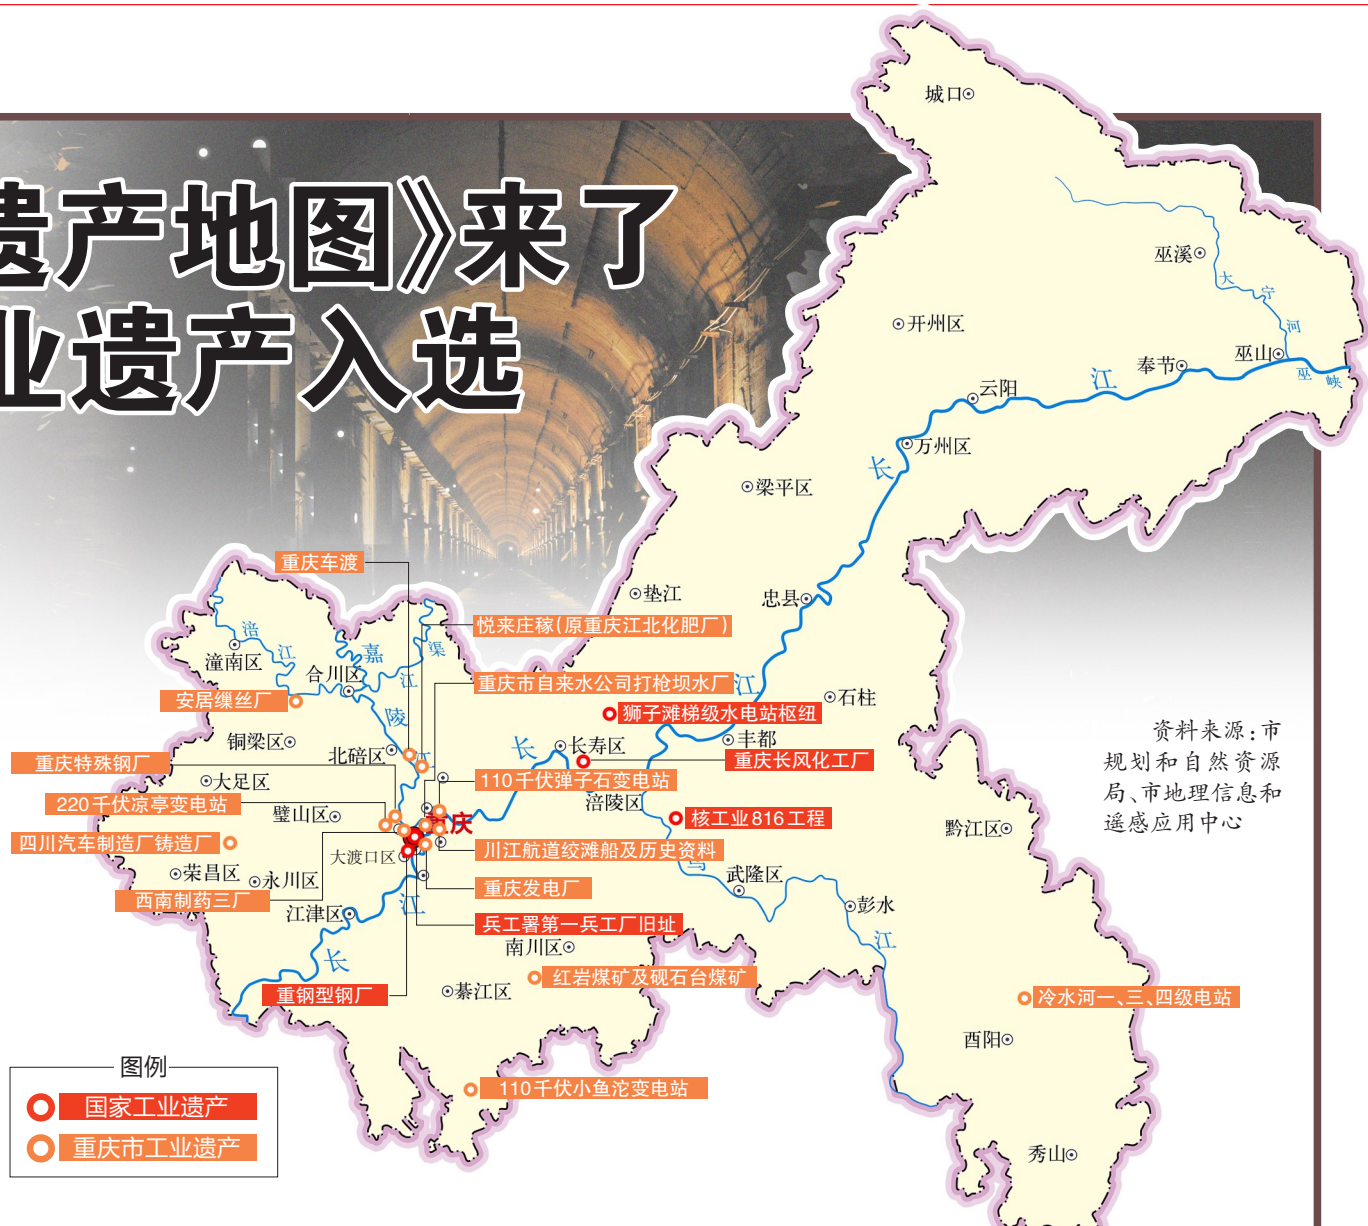 遗产地图》来了
业遗产入选
城口
巫溪
大宁河
开州区
巫山
奉节
巫峡
江
云阳
万州区
长
梁平区
重庆车渡
垫江
忠县
悦来庄稼(原重庆江北化肥厂)
涪江
潼南区
嘉
渠江
合川区
重庆市自来水公司打枪坝水厂
江
安居缫丝厂
石柱
狮子滩梯级水电站枢纽
陵
资料来源:市
规划和自然资源
局、市地理信息和
遥感应用中心
铜梁区
北碚区
江
长
长寿区
丰都
重庆特殊钢厂
重庆长风化工厂
大足区
110千伏弹子石变电站
220千伏凉亭变电站
涪陵区
璧山区
重庆
核工业816工程
黔江区
四川汽车制造厂铸造厂
大渡口区
川江航道绞滩船及历史资料
乌
荣昌区
永川区
武隆区
重庆发电厂
西南制药三厂
江津区
江
彭水
兵工署第一兵工厂旧址
南川区
江
长
红岩煤矿及砚石台煤矿
重钢型钢厂
綦江区
冷水河一、三、四级电站
酉阳
110千伏小鱼沱变电站
秀山
图例
国家工业遗产
重庆市工业遗产